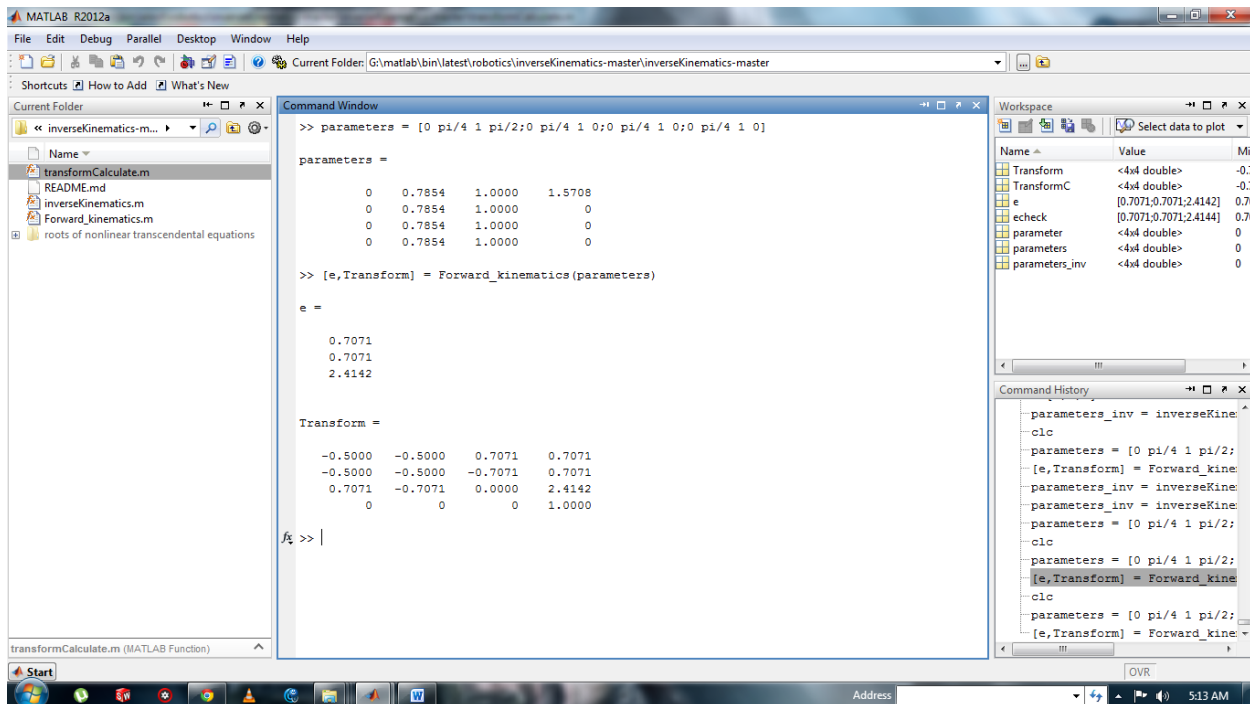 MATLAB R2012a
File Edit Debug Parallel Desktop Window Help
Current Folder: G:\matlab\bin\latest\robotics\inverseKinematics-master\inverseKinematics-master
Shortcuts How to Add What's New
Current Folder
« inverseKinematics-m...
Name
transformCalculate.m
README.md
inverseKinematics.m
Forward_kinematics.m
roots of nonlinear transcendental equations
transformCalculate.m (MATLAB Function)
Command Window
>> parameters = [0 pi/4 1 pi/2;0 pi/4 1 0;0 pi/4 1 0;0 pi/4 1 0]
parameters =
0 0.7854 1.0000 1.5708
0 0.7854 1.0000 0
0 0.7854 1.0000 0
0 0.7854 1.0000 0
>> [e,Transform] = Forward_kinematics(parameters)
e =
0.7071
0.7071
2.4142
Transform =
-0.5000 -0.5000 0.7071 0.7071
-0.5000 -0.5000 -0.7071 0.7071
0.7071 -0.7071 0.0000 2.4142
0 0 0 1.0000
fx >>
Workspace
Select data to plot
Name Value Mi
Transform <4x4 double> -0.
TransformC <4x4 double> -0.
e [0.7071;0.7071;2.4142] 0.7
echeck [0.7071;0.7071;2.4144] 0.7
parameter <4x4 double> 0
parameters <4x4 double> 0
parameters_inv <4x4 double> 0
Command History
parameters_inv = inverseKine
clc
parameters = [0 pi/4 1 pi/2;
[e,Transform] = Forward_kine
parameters_inv = inverseKine
parameters_inv = inverseKine
parameters = [0 pi/4 1 pi/2;
clc
parameters = [0 pi/4 1 pi/2;
[e,Transform] = Forward_kine
clc
parameters = [0 pi/4 1 pi/2;
[e,Transform] = Forward_kine
Start
OVR
Address
5:13 AM